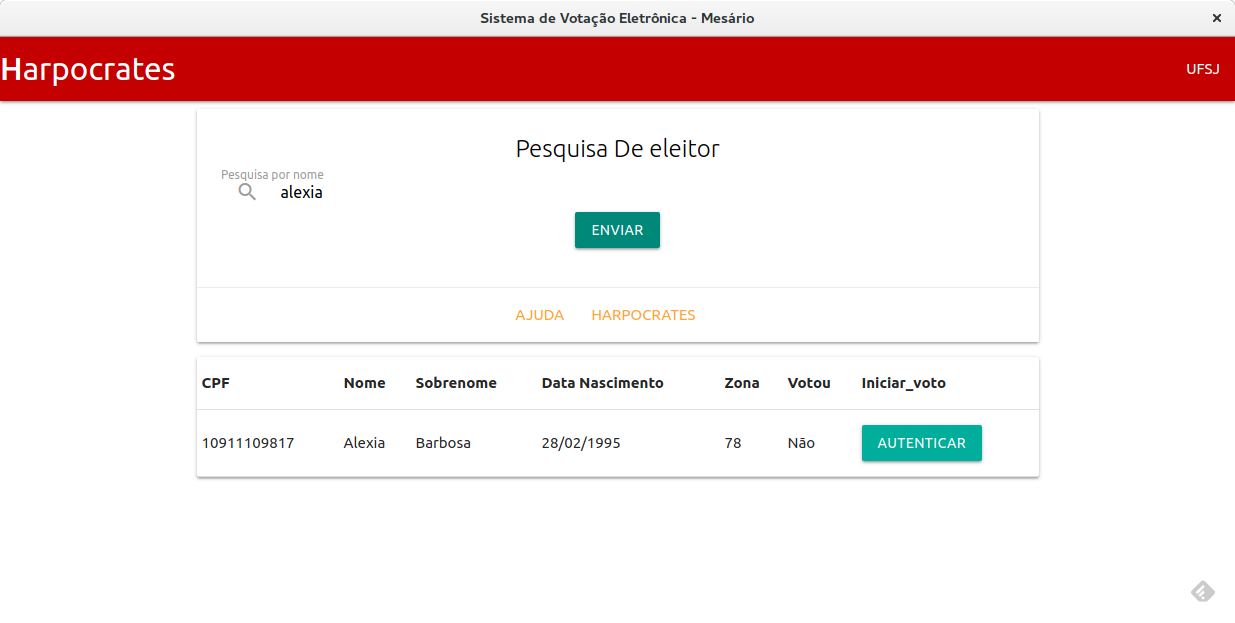 Sistema de Votação Eletrônica - Mesário
Harpocrates
UFSJ
Pesquisa De eleitor
Pesquisa por nome
alexia
ENVIAR
AJUDA HARPOCRATES
CPF Nome Sobrenome Data Nascimento Zona Votou Iniciar_voto
10911109817 Alexia Barbosa 28/02/1995 78 Não AUTENTICAR